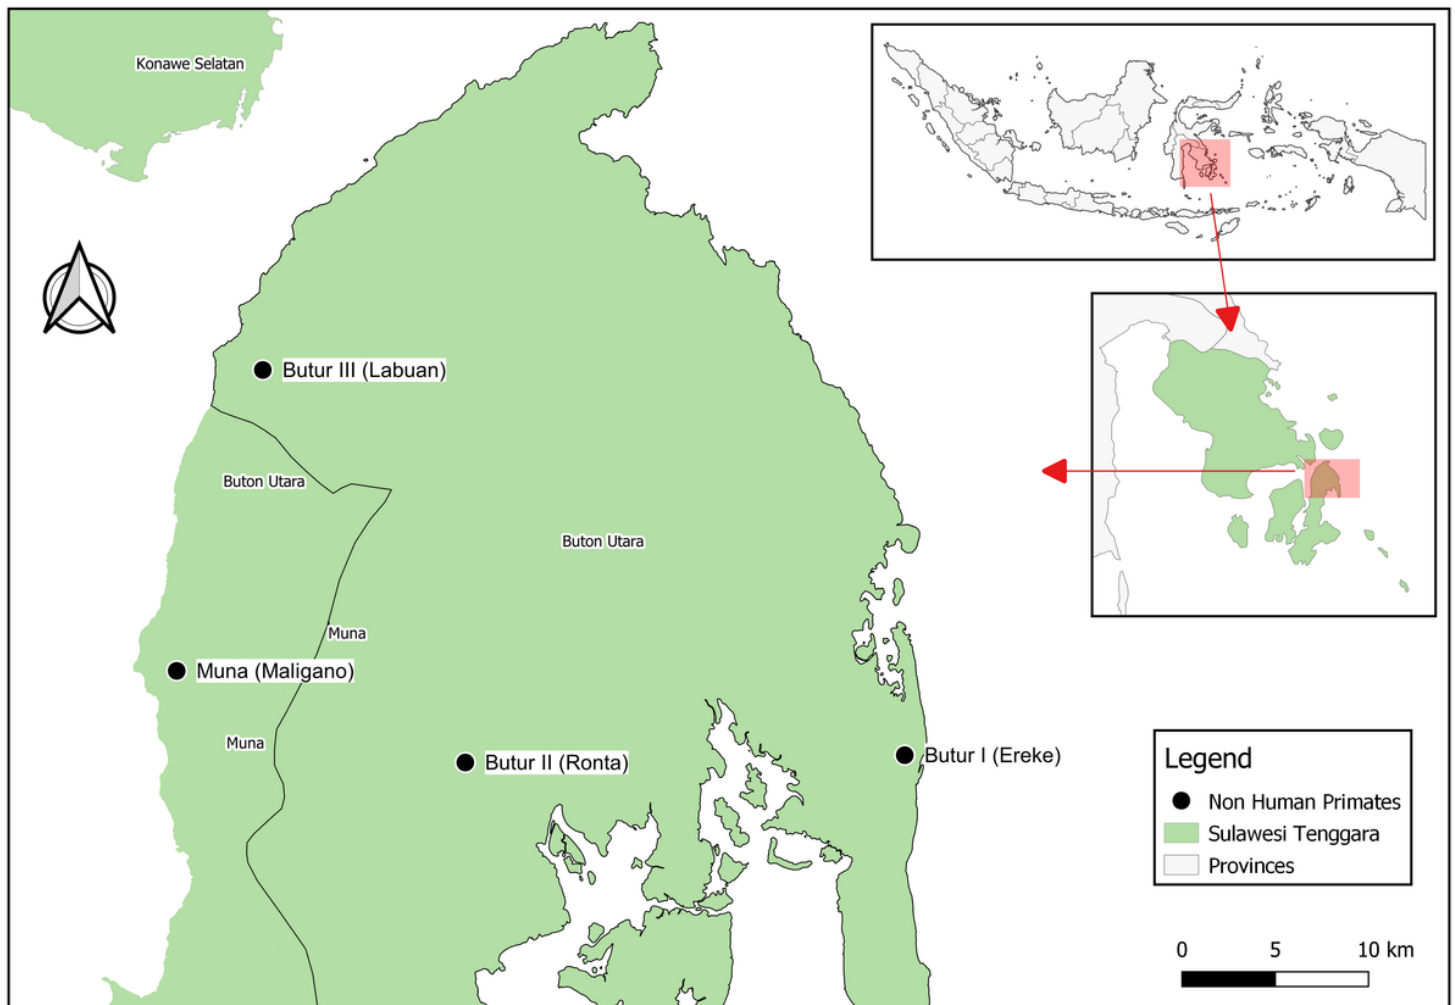 Konawe Selatan
Butur III (Labuan)
Buton Utara
Buton Utara
Muna
Muna (Maligano)
Muna
Butur II (Ronta)
Butur I (Ereke)
Legend
Non Human Primates
Sulawesi Tenggara
Provinces
0 5 10 km